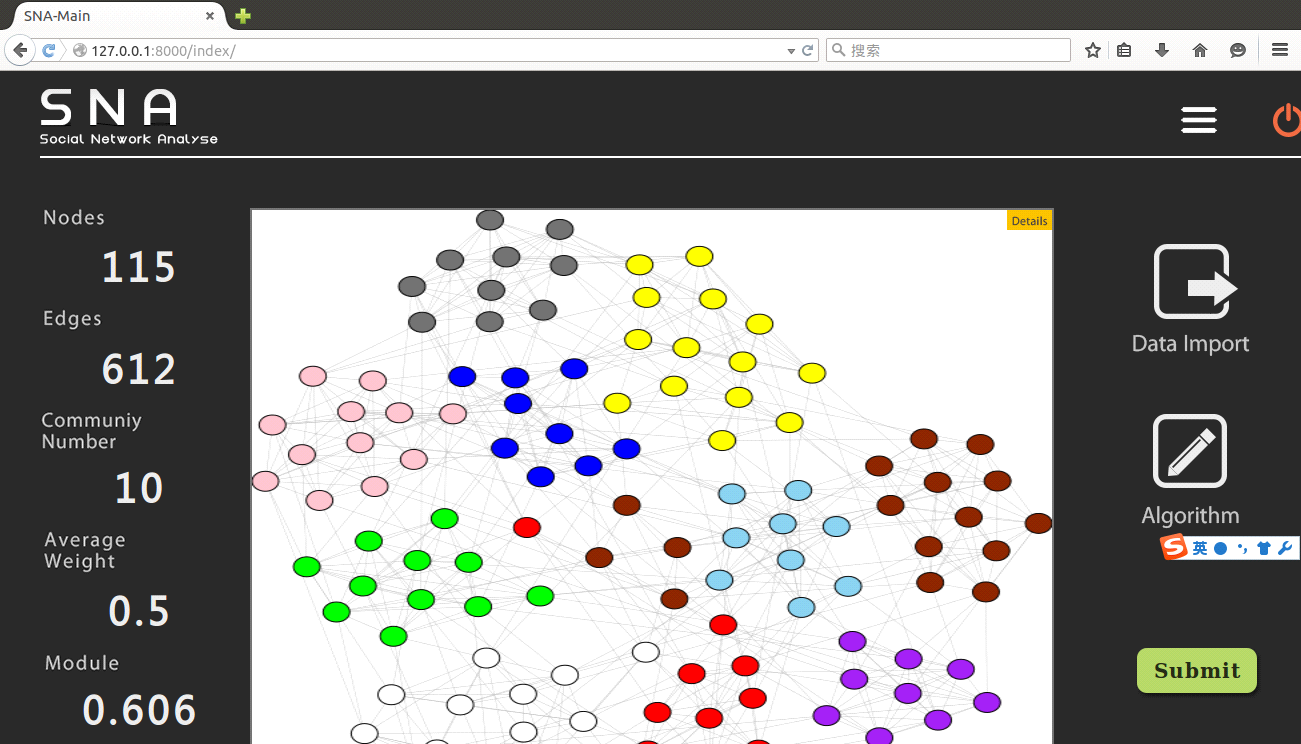 SNA-Main
127.0.0.1:8000/index/
搜索
SNA
Social Network Analyse
Nodes
115
Edges
612
Communiy
Number
10
Average
Weight
0.5
Module
0.606
Details
Data Import
Algorithm
S英
Submit